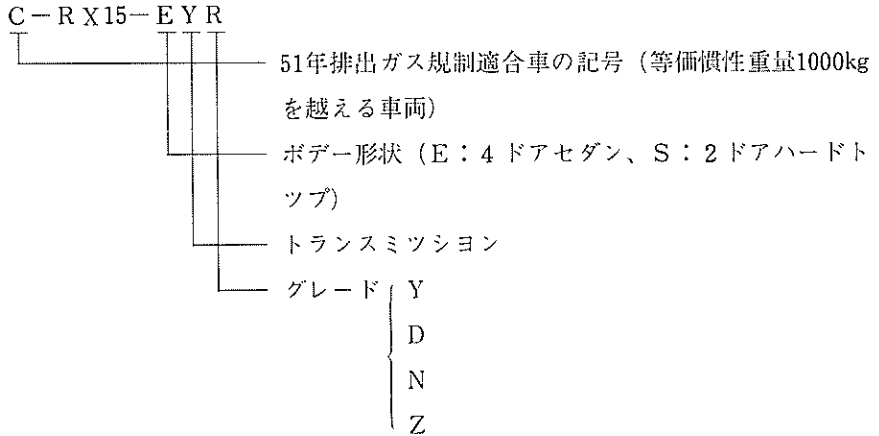 C-RX15-EYR
51年排出ガス規制適合車の記号(等価慣性重量1000kg
を越える車両)
ボデー形状(E:4ドアセダン、S:2ドアハードト
ツプ)
トランスミツシヨン
グレード Y
D
N
Z